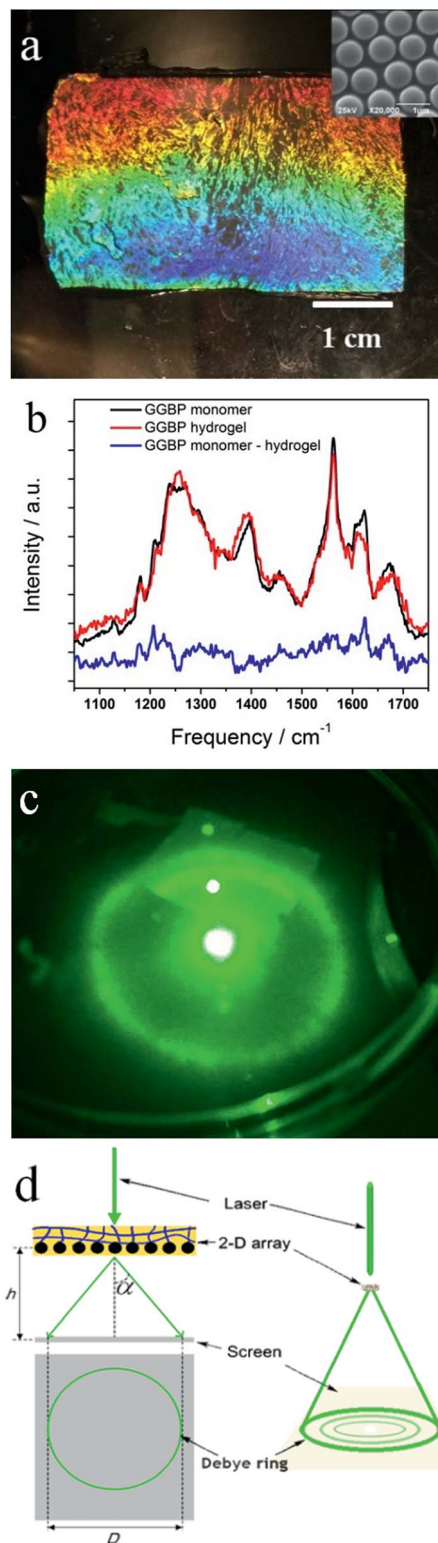 a
25kV X20,000 1µm
1 cm
b
GGBP monomer
GGBP hydrogel
GGBP monomer - hydrogel
Intensity / a.u.
1100 1200 1300 1400 1500 1600 1700
Frequency / cm-1
c
d
Laser
2-D array
h
ά
Screen
Debye ring
D